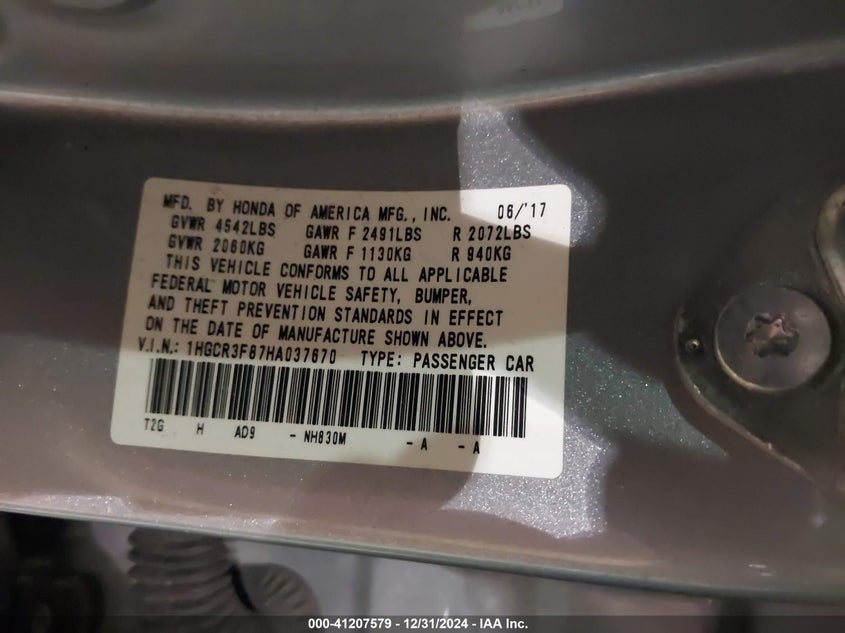 MFD. BY HONDA OF AMERICA MFG., INC. 06/'17
GVWR 4542LBS GAWR F 2491LBS R 2072LBS
GVWR 2060KG GAWR F 1130KG R 940KG
THIS VEHICLE CONFORMS TO ALL APPLICABLE
FEDERAL MOTOR VEHICLE SAFETY, BUMPER,
AND THEFT PREVENTION STANDARDS IN EFFECT
ON THE DATE OF MANUFACTURE SHOWN ABOVE.
V.I.N.: 1HGCR3F87HA037670 TYPE: PASSENGER CAR
T2G H AD9 - NH830M - A - A
000-41207579 - 12/31/2024 - IAA Inc.